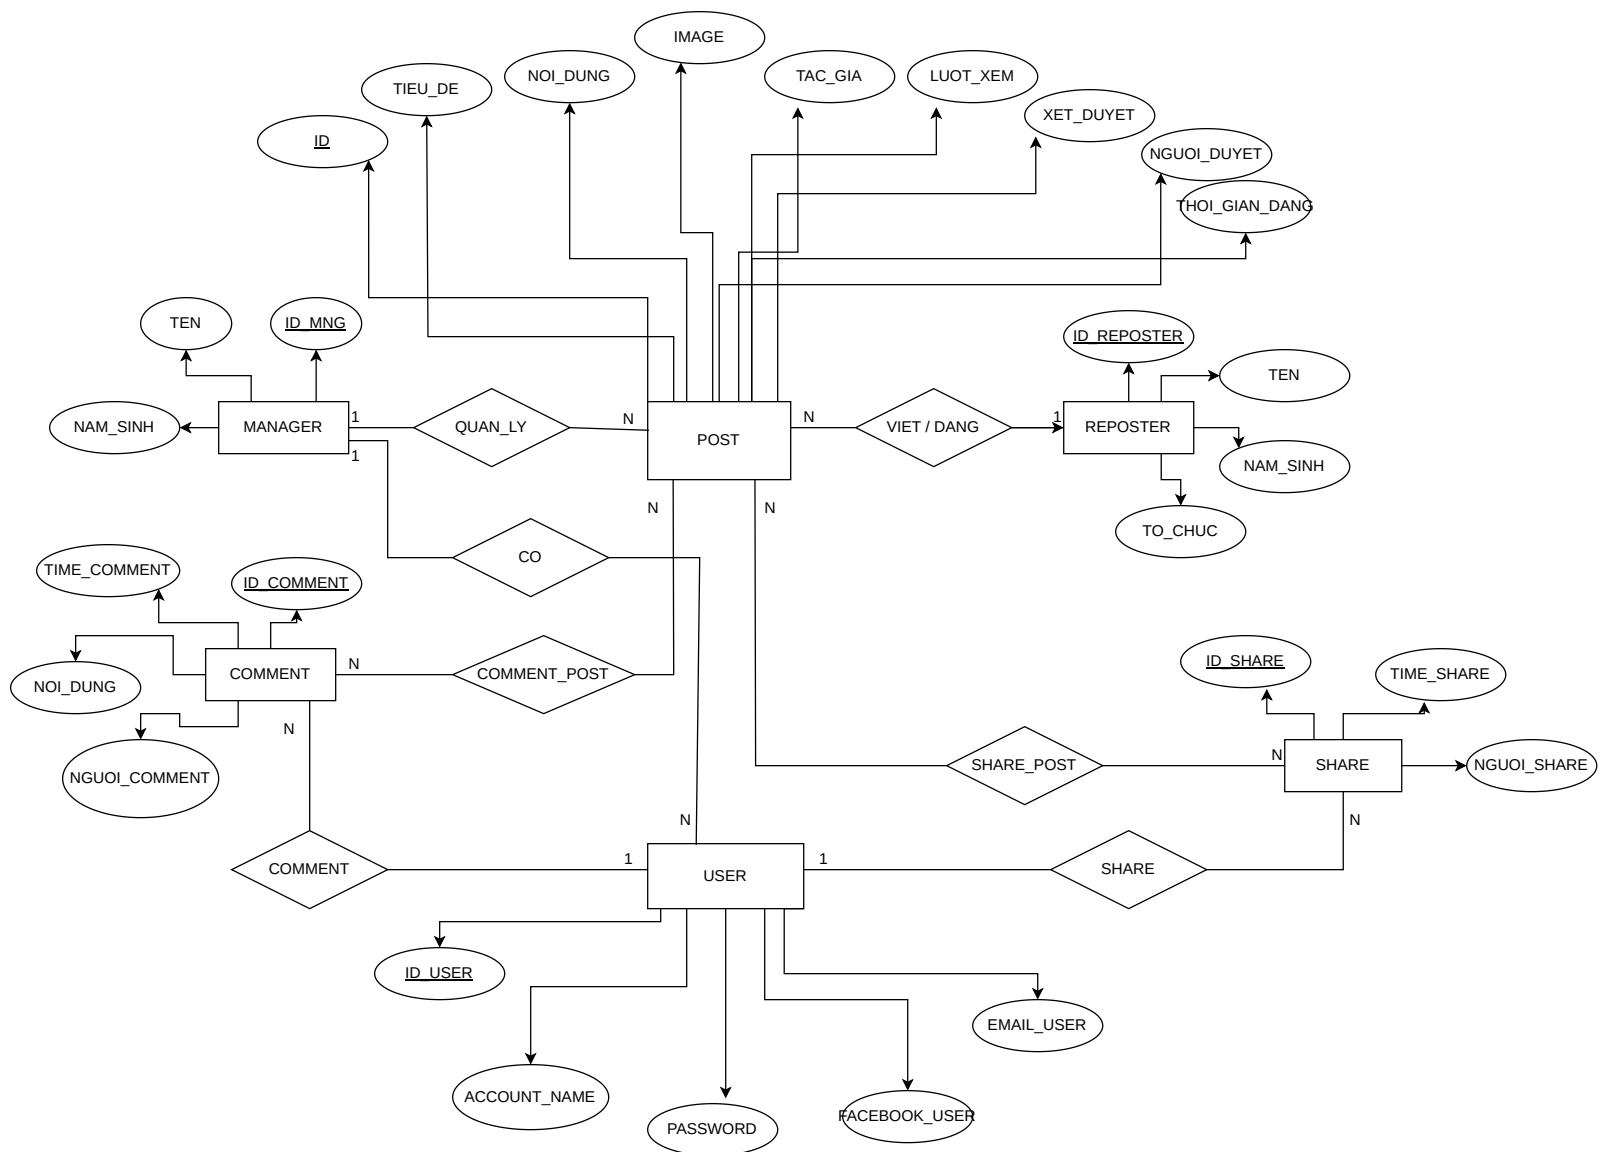 IMAGE
NOI_DUNG
TAC_GIA
LUOT_XEM
TIEU_DE
XET_DUYET
ID
NGUOI_DUYET
THOI_GIAN_DANG
TEN
ID_MNG
ID_REPOSTER
TEN
NAM_SINH
MANAGER
1
1
QUAN_LY
N
POST
N
VIET / DANG
1
REPOSTER
NAM_SINH
N
N
TO_CHUC
CO
TIME_COMMENT
ID_COMMENT
NOI_DUNG
COMMENT
N
COMMENT_POST
ID_SHARE
TIME_SHARE
N
NGUOI_COMMENT
SHARE_POST
N
SHARE
NGUOI_SHARE
N
N
COMMENT
1
USER
1
SHARE
ID_USER
EMAIL_USER
ACCOUNT_NAME
PASSWORD
FACEBOOK_USER